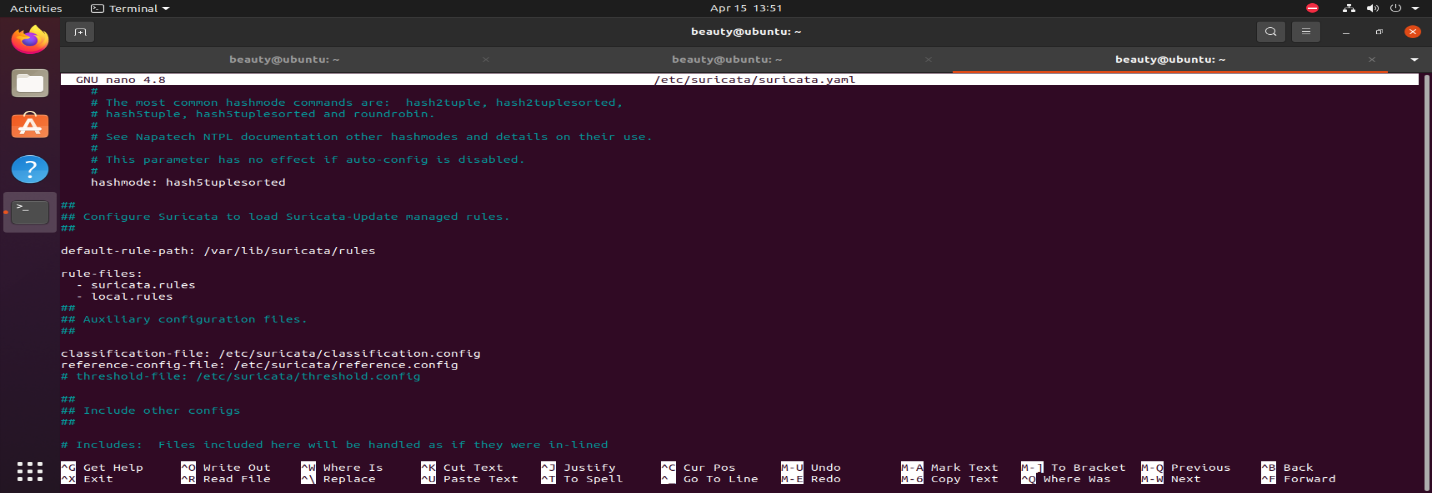 Activities
Terminal
Apr 15 13:51
beauty@ubuntu: ~
beauty@ubuntu: ~
beauty@ubuntu: ~
beauty@ubuntu: ~
GNU nano 4.8
/etc/suricata/suricata.yaml
#
# The most common hashmode commands are:  hash2tuple, hash2tuplesorted,
# hash5tuple, hash5tuplesorted and roundrobin.
#
# See Napatech NTPL documentation other hashmodes and details on their use.
#
# This parameter has no effect if auto-config is disabled.
#
hashmode: hash5tuplesorted
##
## Configure Suricata to load Suricata-Update managed rules.
##
default-rule-path: /var/lib/suricata/rules
rule-files:
- suricata.rules
- local.rules
##
## Auxiliary configuration files.
##
classification-file: /etc/suricata/classification.config
reference-config-file: /etc/suricata/reference.config
# threshold-file: /etc/suricata/threshold.config
##
## Include other configs
##
# Includes:  Files included here will be handled as if they were in-lined
^G Get Help ^O Write Out ^W Where Is ^K Cut Text ^J Justify ^C Cur Pos M-U Undo M-A Mark Text M-] To Bracket M-Q Previous ^B Back
^X Exit ^R Read File ^\ Replace ^U Paste Text ^T To Spell ^_ Go To Line M-E Redo M-6 Copy Text ^Q Where Was M-W Next ^F Forward